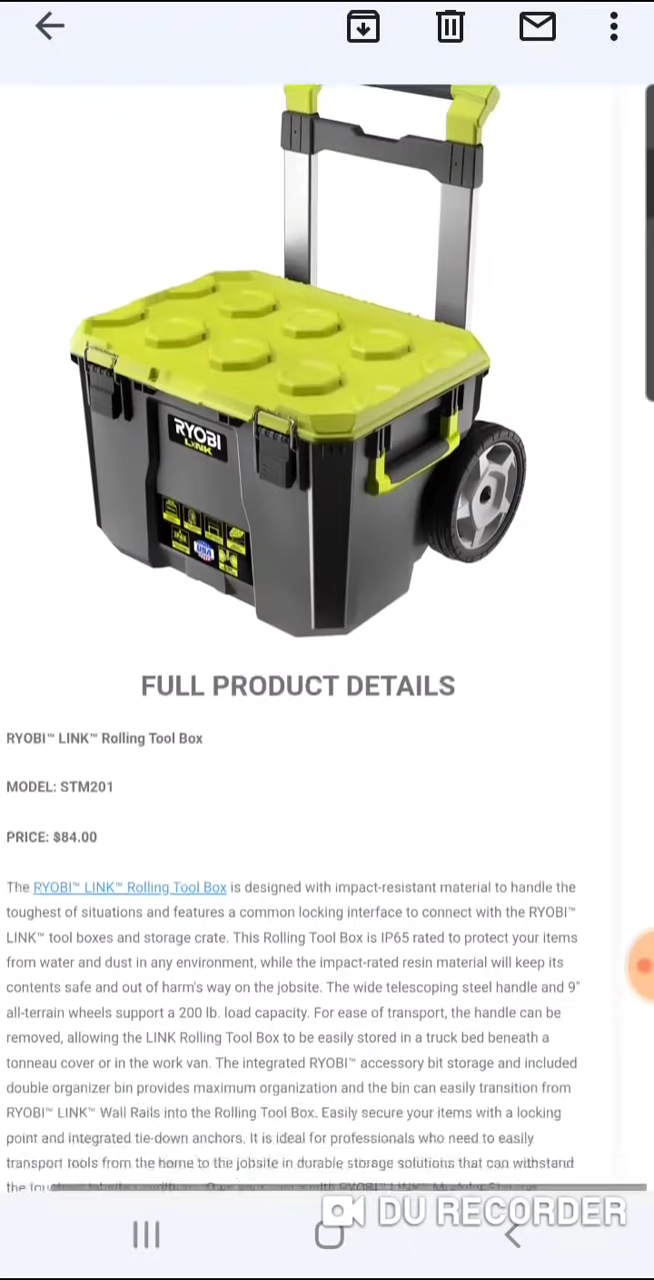 RYOBI
LINK
USA
FULL PRODUCT DETAILS
RYOBI™ LINK™ Rolling Tool Box
MODEL: STM201
PRICE: $84.00
The RYOBI™ LINK™ Rolling Tool Box is designed with impact-resistant material to handle the
toughest of situations and features a common locking interface to connect with the RYOBI™
LINK™ tool boxes and storage crate. This Rolling Tool Box is IP65 rated to protect your items
from water and dust in any environment, while the impact-rated resin material will keep its
contents safe and out of harm's way on the jobsite. The wide telescoping steel handle and 9"
all-terrain wheels support a 200 lb. load capacity. For ease of transport, the handle can be
removed, allowing the LINK Rolling Tool Box to be easily stored in a truck bed beneath a
tonneau cover or in the work van. The integrated RYOBI™ accessory bit storage and included
double organizer bin provides maximum organization and the bin can easily transition from
RYOBI™ LINK™ Wall Rails into the Rolling Tool Box. Easily secure your items with a locking
point and integrated tie-down anchors. It is ideal for professionals who need to easily
transport tools from the home to the jobsite in durable storage solutions that can withstand
the
DU RECORDER